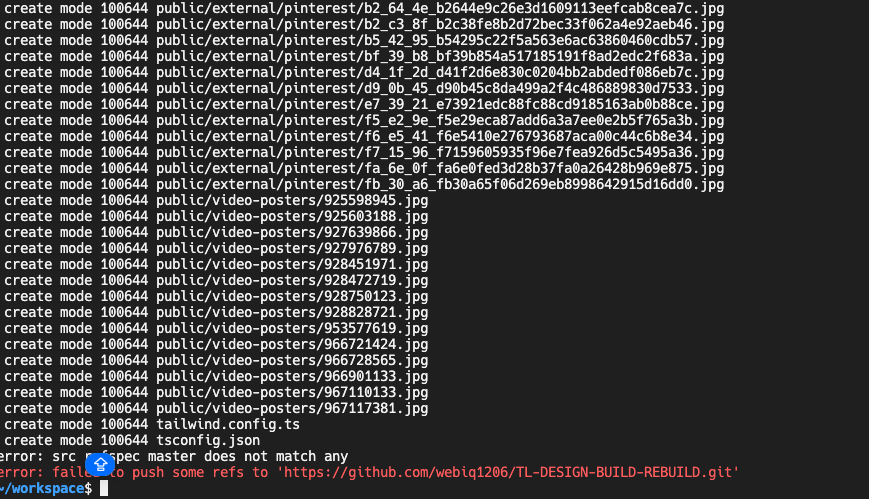 create mode 100644 public/external/pinterest/b2_64_4e_b2644e9c26e3d1609113eefcab8cea7c.jpg
create mode 100644 public/external/pinterest/b2_c3_8f_b2c38fe8b2d72bec33f062a4e92aeb46.jpg
create mode 100644 public/external/pinterest/b5_42_95_b54295c22f5a563e6ac63860460cdb57.jpg
create mode 100644 public/external/pinterest/bf_39_b8_bf39b854a517185191f8ad2edc2f683a.jpg
create mode 100644 public/external/pinterest/d4_1f_2d_d41f2d6e830c0204bb2abdedf086eb7c.jpg
create mode 100644 public/external/pinterest/d9_0b_45_d90b45c8da499a2f4c486889830d7533.jpg
create mode 100644 public/external/pinterest/e7_39_21_e73921edc88fc88cd9185163ab0b88ce.jpg
create mode 100644 public/external/pinterest/f5_e2_9e_f5e29eca87add6a3a7ee0e2b5f765a3b.jpg
create mode 100644 public/external/pinterest/f6_e5_41_f6e5410e276793687aca00c44c6b8e34.jpg
create mode 100644 public/external/pinterest/f7_15_96_f7159605935f96e7fea926d5c5495a36.jpg
create mode 100644 public/external/pinterest/fa_6e_0f_fa6e0fed3d28b37fa0a26428b969e875.jpg
create mode 100644 public/external/pinterest/fb_30_a6_fb30a65f06d269eb8998642915d16dd0.jpg
create mode 100644 public/video-posters/925598945.jpg
create mode 100644 public/video-posters/925603188.jpg
create mode 100644 public/video-posters/927639866.jpg
create mode 100644 public/video-posters/927976789.jpg
create mode 100644 public/video-posters/928451971.jpg
create mode 100644 public/video-posters/928472719.jpg
create mode 100644 public/video-posters/928750123.jpg
create mode 100644 public/video-posters/928828721.jpg
create mode 100644 public/video-posters/953577619.jpg
create mode 100644 public/video-posters/966721424.jpg
create mode 100644 public/video-posters/966728565.jpg
create mode 100644 public/video-posters/966901133.jpg
create mode 100644 public/video-posters/967110133.jpg
create mode 100644 public/video-posters/967117381.jpg
create mode 100644 tailwind.config.ts
create mode 100644 tsconfig.json
error: src refspec master does not match any
error: failed to push some refs to 'https://github.com/webiq1206/TL-DESIGN-BUILD-REBUILD.git'
~/workspace$